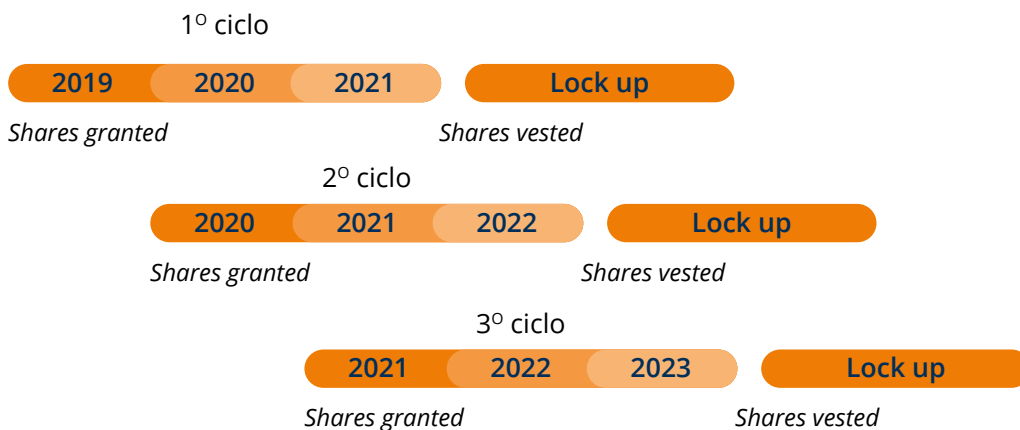 1º ciclo
2019 2020 2021 Lock up
Shares granted Shares vested
2º ciclo
2020 2021 2022 Lock up
Shares granted Shares vested
3º ciclo
2021 2022 2023 Lock up
Shares granted Shares vested